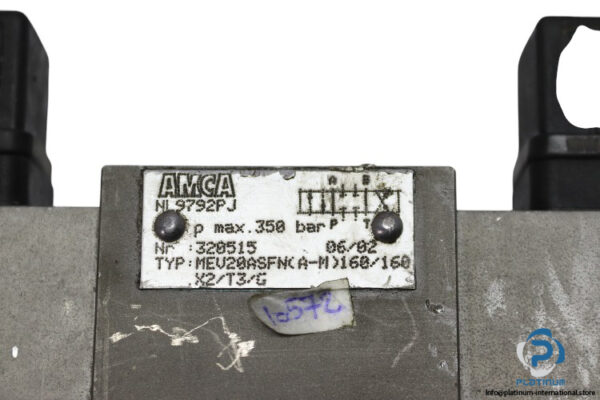 AMCA
NL9792PJ
A B
P T
p max.350 bar
Nr :320515 06/02
TYP:MEV20ASFN(A-M)160/160
X2/T3/G
PLATINUM
info@platinum-international.store